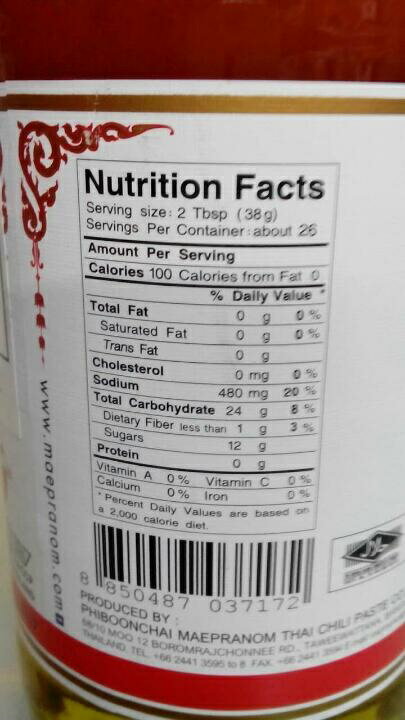 Nutrition Facts
Serving size: 2 Tbsp (38g)
Servings Per Container: about 26
Amount Per Serving
Calories 100 Calories from Fat 0
% Daily Value *
Total Fat 0 g 0 %
Saturated Fat 0 g 0 %
Trans Fat 0 g
Cholesterol 0 mg 0 %
Sodium 480 mg 20 %
Total Carbohydrate 24 g 8 %
Dietary Fiber less than 1 g 3 %
Sugars 12 g
Protein 0 g
Vitamin A 0% Vitamin C 0 %
Calcium 0% Iron 0 %
* Percent Daily Values are based on
a 2,000 calorie diet.
8 850487 037172
PRODUCED BY :
PHIBOONCHAI MAEPRANOM THAI CHILI PASTE CO
MOO 12 BOROMRAJCHONNEE RD.,
THAILAND. TEL. +66 2441 3595 to 8 FAX. +66 2441
www.maepranom.com